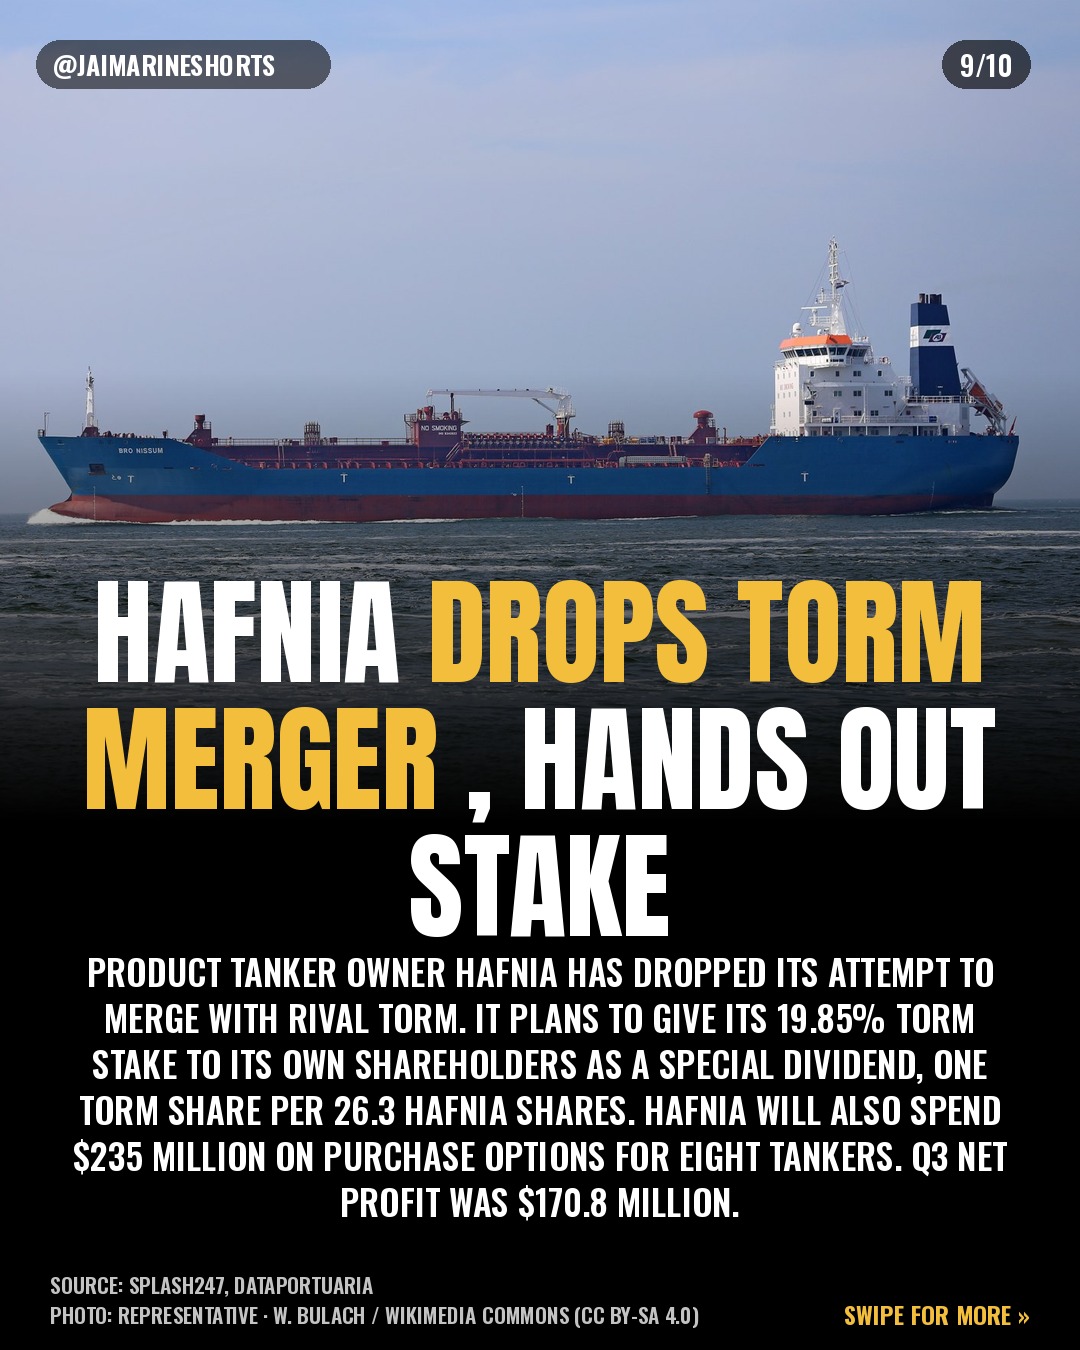 @JAIMARINESHORTS
9/10
NO SMOKING
BRO NISSUM
HAFNIA DROPS TORM
MERGER , HANDS OUT
STAKE
PRODUCT TANKER OWNER HAFNIA HAS DROPPED ITS ATTEMPT TO
MERGE WITH RIVAL TORM. IT PLANS TO GIVE ITS 19.85% TORM
STAKE TO ITS OWN SHAREHOLDERS AS A SPECIAL DIVIDEND, ONE
TORM SHARE PER 26.3 HAFNIA SHARES. HAFNIA WILL ALSO SPEND
$235 MILLION ON PURCHASE OPTIONS FOR EIGHT TANKERS. Q3 NET
PROFIT WAS $170.8 MILLION.
SOURCE: SPLASH247, DATAPORTUARIA
PHOTO: REPRESENTATIVE · W. BULACH / WIKIMEDIA COMMONS (CC BY-SA 4.0)
SWIPE FOR MORE »